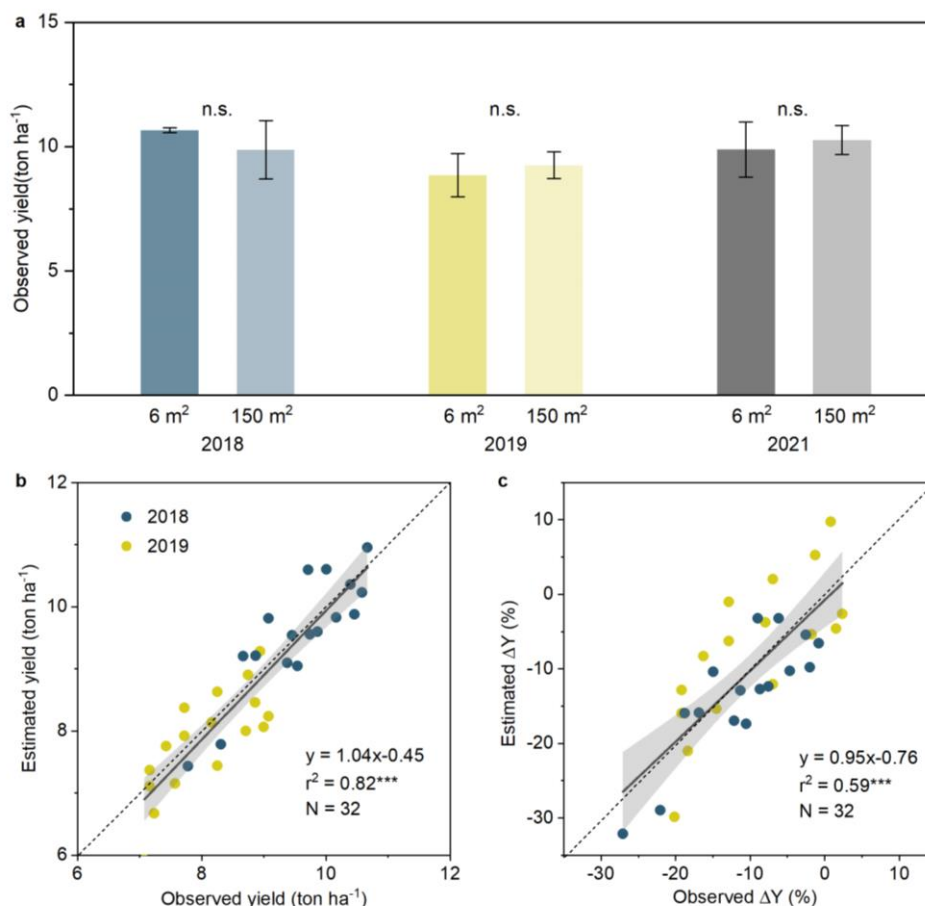 a
15
10
5
0
Observed yield(ton ha⁻¹)
n.s.
n.s.
n.s.
6 m² 150 m² 6 m² 150 m² 6 m² 150 m²
2018 2019 2021
b
12
10
8
6
Estimated yield (ton ha⁻¹)
2018
2019
y = 1.04x-0.45
r² = 0.82***
N = 32
6 8 10 12
Observed yield (ton ha⁻¹)
c
10
0
-10
-20
-30
Estimated ΔY (%)
y = 0.95x-0.76
r² = 0.59***
N = 32
-30 -20 -10 0 10
Observed ΔY (%)